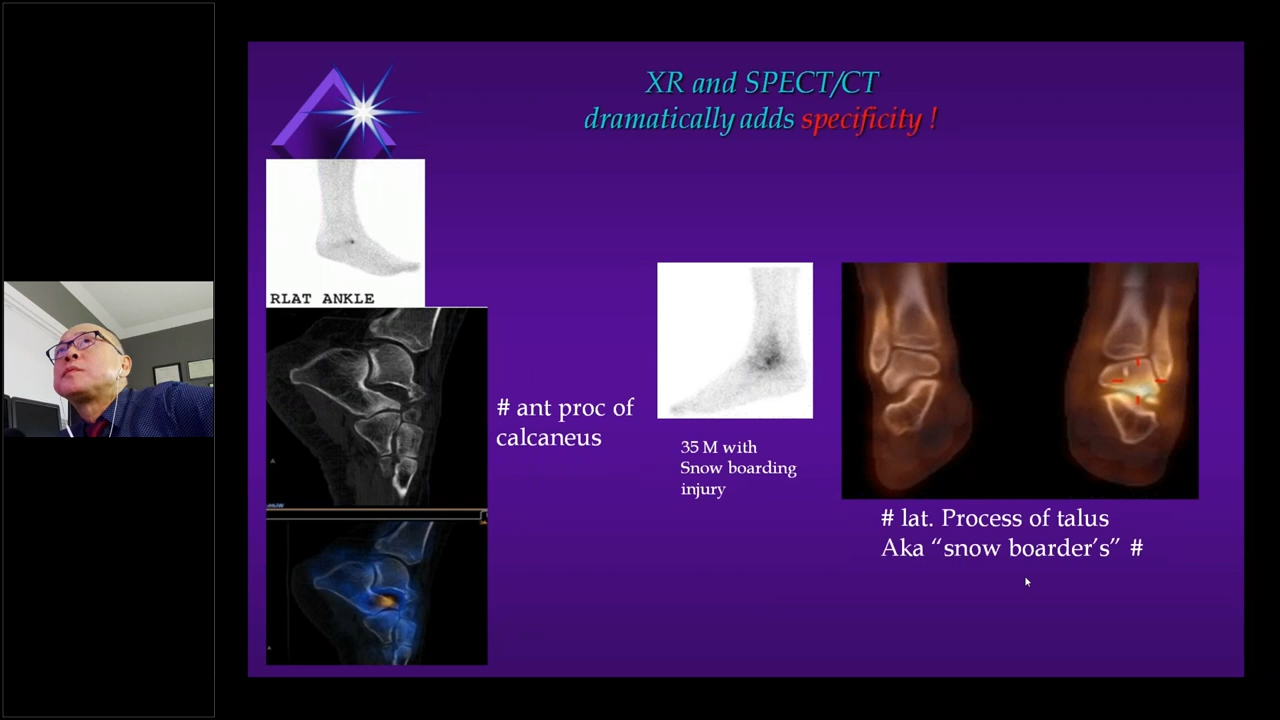 XR and SPECT/CT
dramatically adds specificity !
RLAT ANKLE
# ant proc of
calcaneus
35 M with
Snow boarding
injury
# lat. Process of talus
Aka “snow boarder’s” #